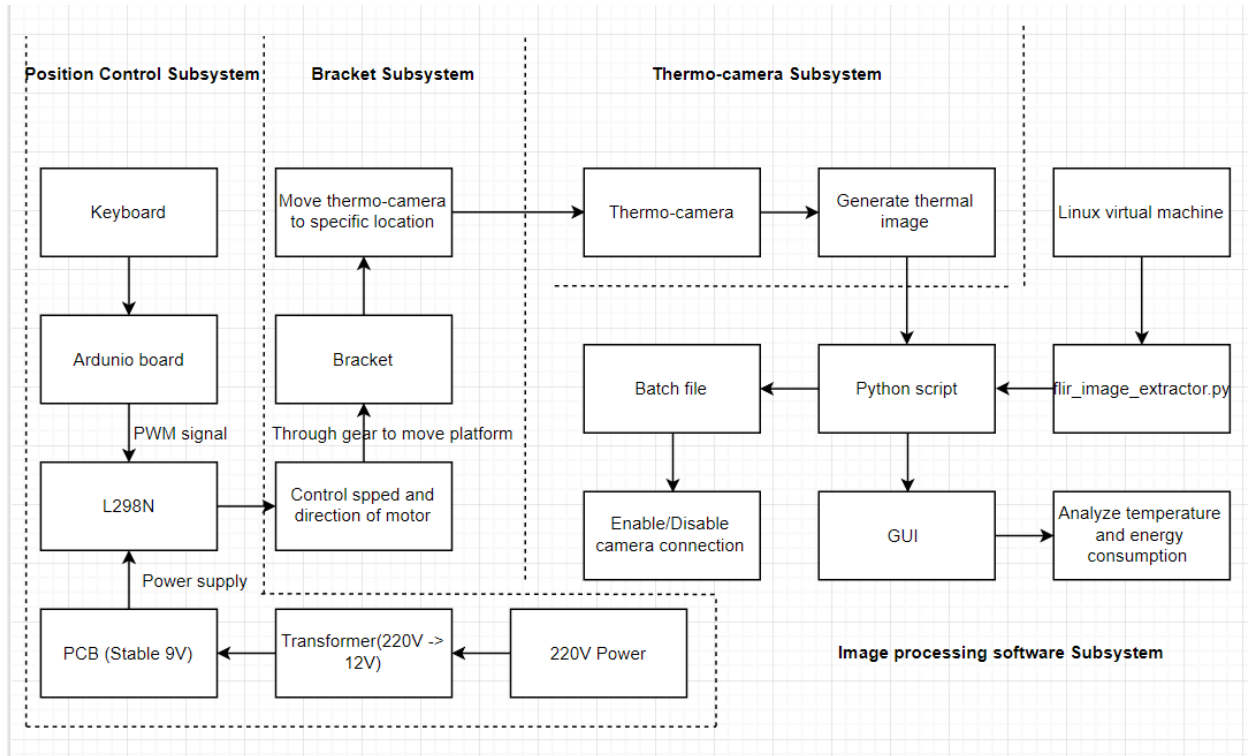 Position Control Subsystem
Bracket Subsystem
Thermo-camera Subsystem
Keyboard
Move thermo-camera
to specific location
Thermo-camera
Generate thermal
image
Linux virtual machine
Ardunio board
Bracket
Batch file
Python script
flir_image_extractor.py
PWM signal
Through gear to move platform
L298N
Control spped and
direction of motor
Enable/Disable
camera connection
GUI
Analyze temperature
and energy
consumption
Power supply
PCB (Stable 9V)
Transformer(220V ->
12V)
220V Power
Image processing software Subsystem